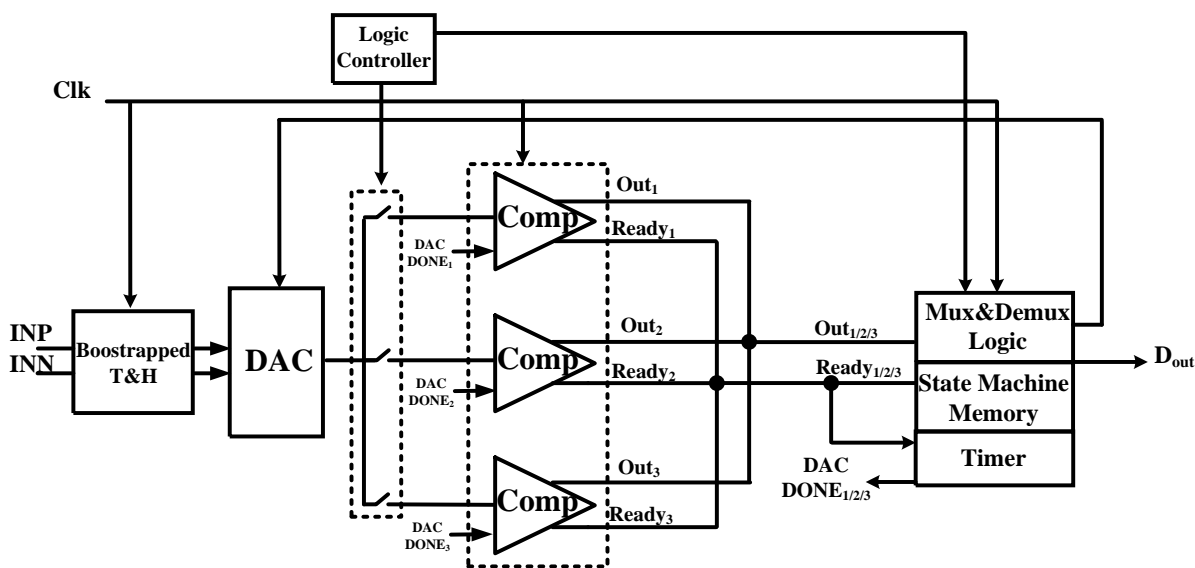 Logic
Controller
Clk
Out₁
Comp
Ready₁
DAC
DONE₁
INP
INN
Boostrapped
T&H
DAC
Out₂
Comp
Ready₂
DAC
DONE₂
Out₁/₂/₃
Ready₁/₂/₃
Mux&Demux
Logic
State Machine
Memory
Timer
Dₒᵤₜ
DAC
DONE₁/₂/₃
Out₃
Comp
Ready₃
DAC
DONE₃